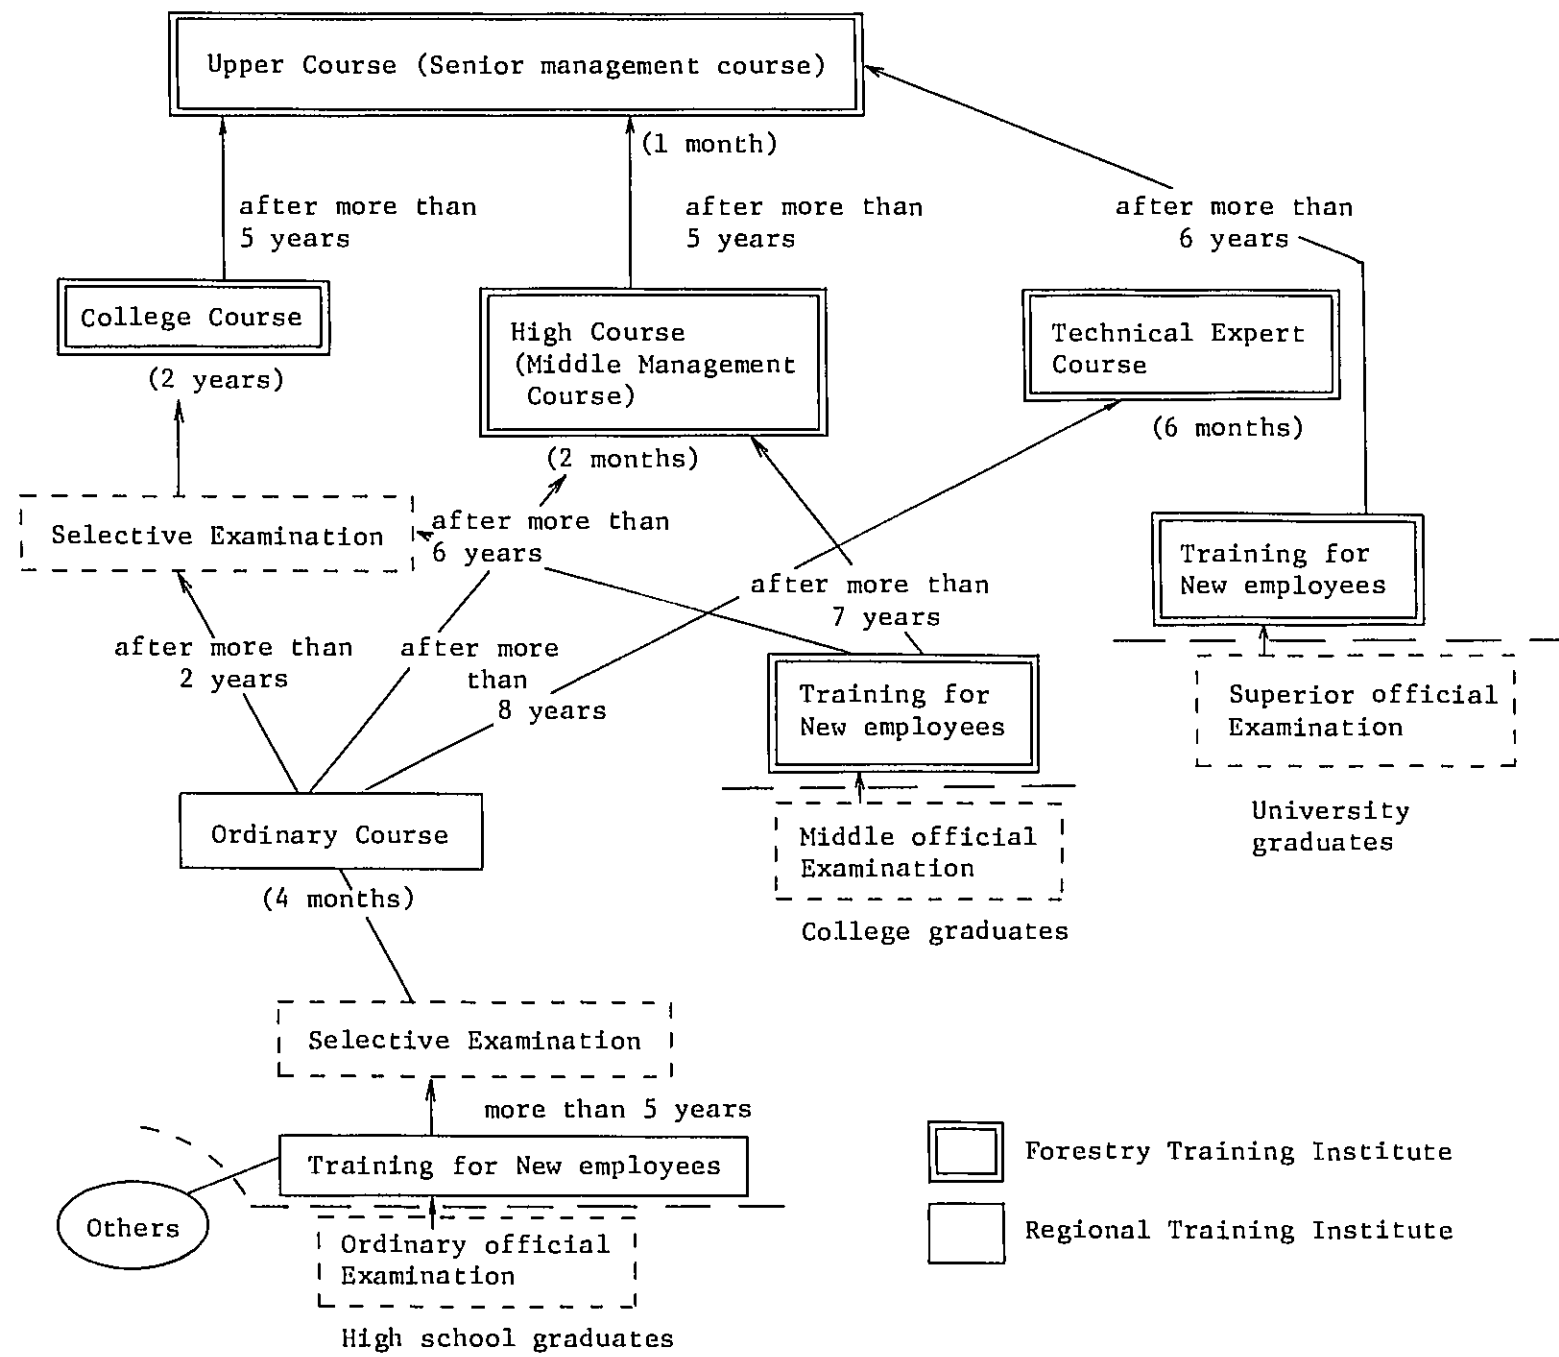 Upper Course (Senior management course)
(1 month)
after more than
5 years
after more than
5 years
after more than
6 years
College Course
(2 years)
High Course
(Middle Management
Course)
(2 months)
Technical Expert
Course
(6 months)
Selective Examination
after more than
6 years
Training for
New employees
after more than
7 years
after more than
2 years
after more
than
8 years
Training for
New employees
Superior official
Examination
University
graduates
Ordinary Course
(4 months)
Middle official
Examination
College graduates
Selective Examination
more than 5 years
Training for New employees
Others
Ordinary official
Examination
High school graduates
Forestry Training Institute
Regional Training Institute